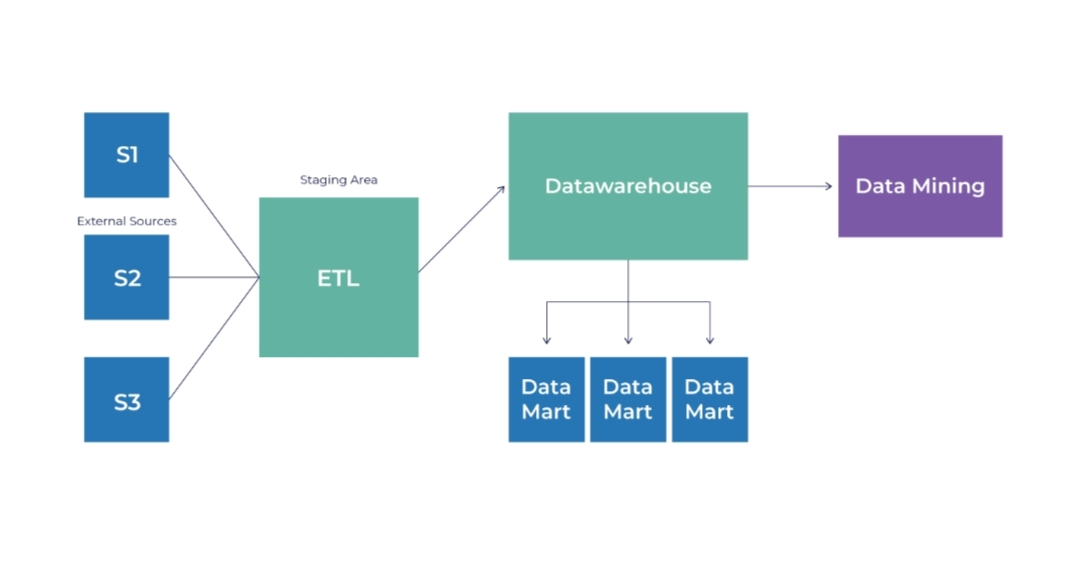 S1
External Sources
S2
S3
Staging Area
ETL
Datawarehouse
Data Mining
Data
Mart
Data
Mart
Data
Mart